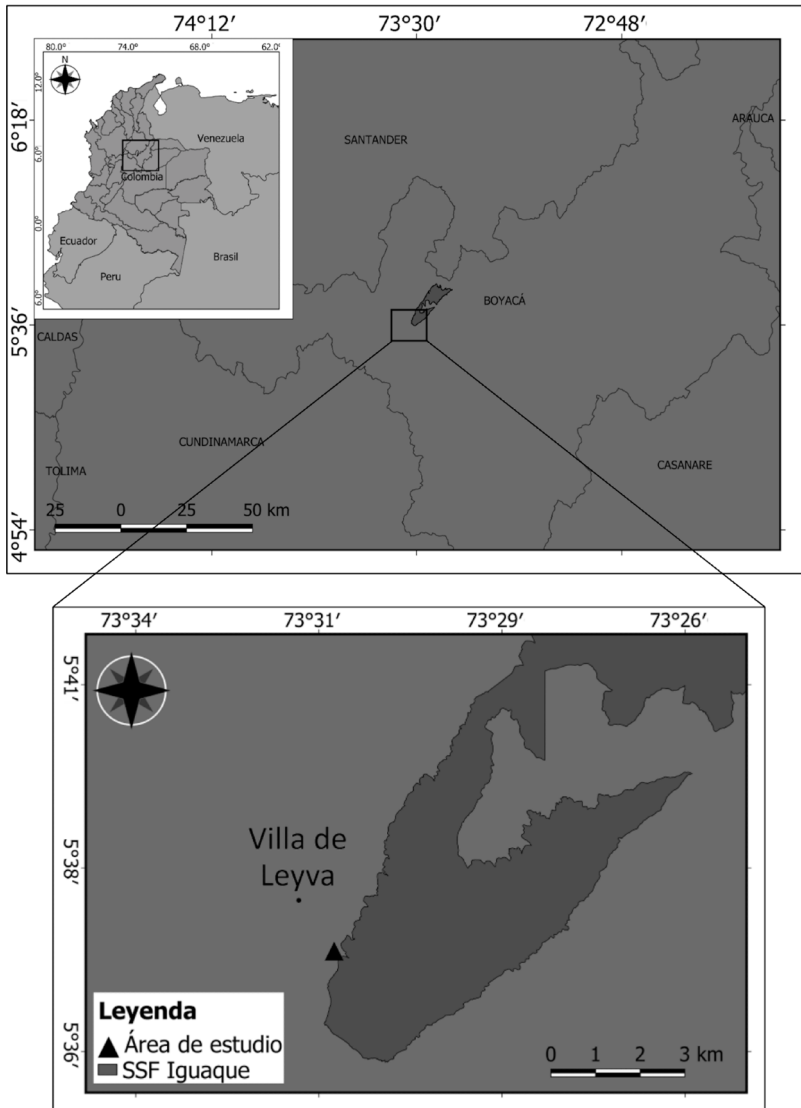 74°12′ 73°30′ 72°48′
80.0° 74.0° 68.0° 62.0°
N
12.0°
6.0°
0.0°
6.0°
Venezuela
Colombia
Ecuador
Peru
Brasil
6°18′
5°36′
4°54′
ARAUCA
SANTANDER
BOYACÁ
CALDAS
CUNDINAMARCA
TOLIMA
CASANARE
25 0 25 50 km
73°34′ 73°31′ 73°29′ 73°26′
5°41′
5°38′
5°36′
Villa de
Leyva
Leyenda
Área de estudio
SSF Iguaque
0 1 2 3 km